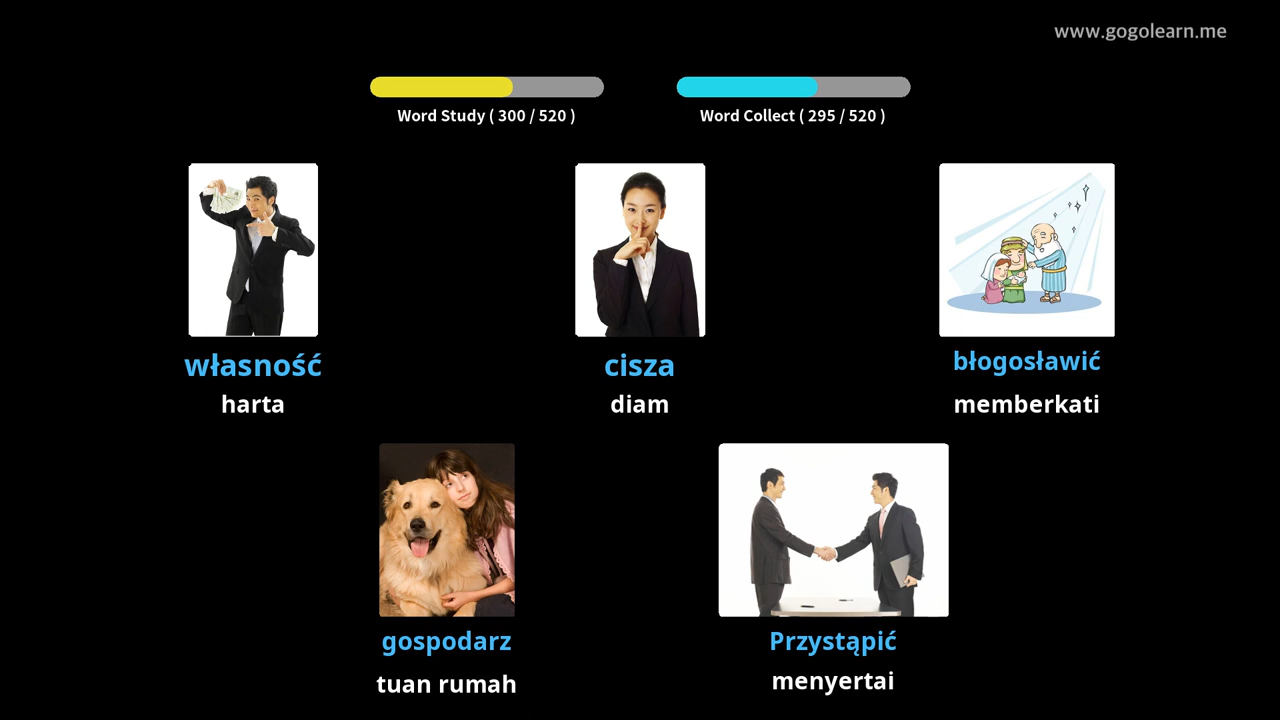 www.gogolearn.me
Word Study ( 300 / 520 )
Word Collect ( 295 / 520 )
własność
harta
cisza
diam
błogosławić
memberkati
gospodarz
tuan rumah
Przystąpić
menyertai